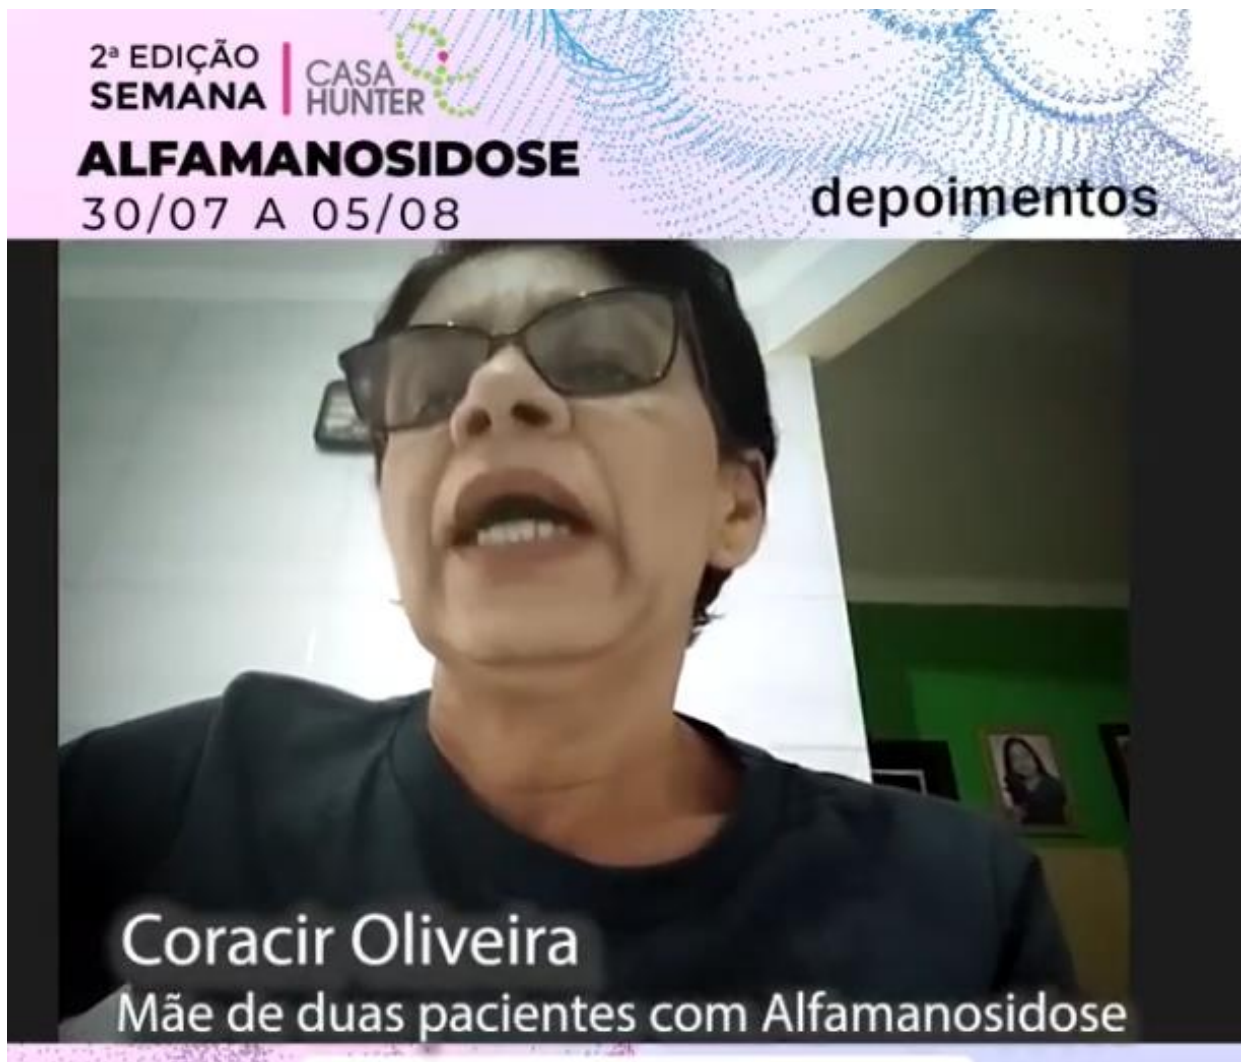 2ª EDIÇÃO
SEMANA
CASA
HUNTER
ALFAMANOSIDOSE
30/07 A 05/08
depoimentos
Coracir Oliveira
Mãe de duas pacientes com Alfamanosidose